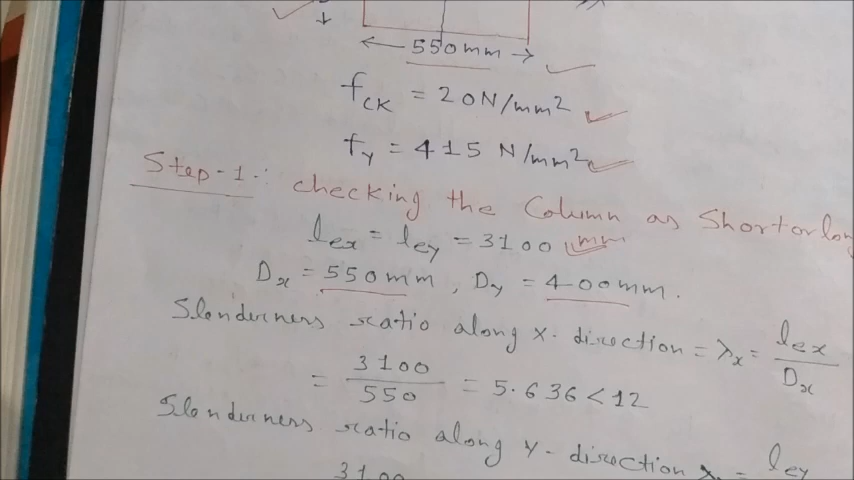 550mm
fCK = 20N/mm²
fy = 415 N/mm²
Step-1:- Checking the Column as Short or long
lex = ley = 3100 mm
Dx = 550mm, Dy = 400mm.
Slenderness ratio along X-direction = λx = lex/Dx
= 3100/550 = 5.636 < 12
Slenderness ratio along Y-direction λ = ley
3100